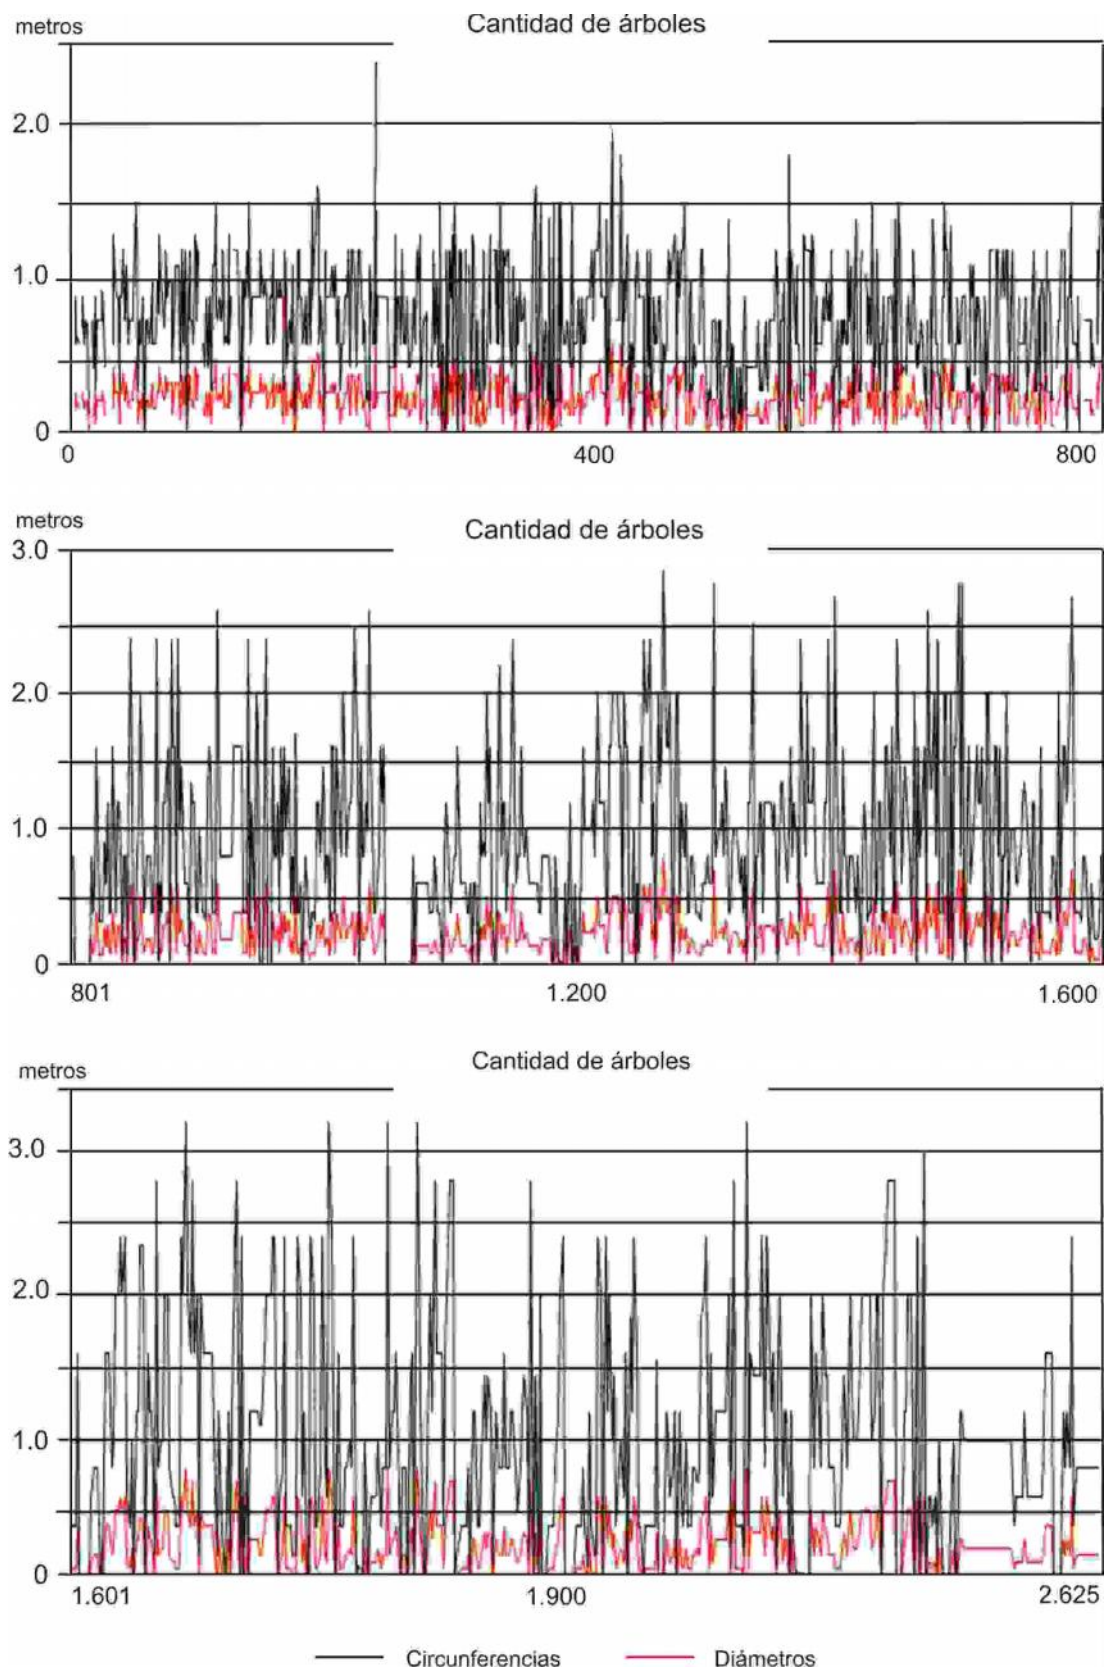 metros
Cantidad de árboles
2.0
1.0
0
0 400 800
metros
Cantidad de árboles
3.0
2.0
1.0
0
801 1.200 1.600
metros
Cantidad de árboles
3.0
2.0
1.0
0
1.601 1.900 2.625
Circunferencias Diámetros